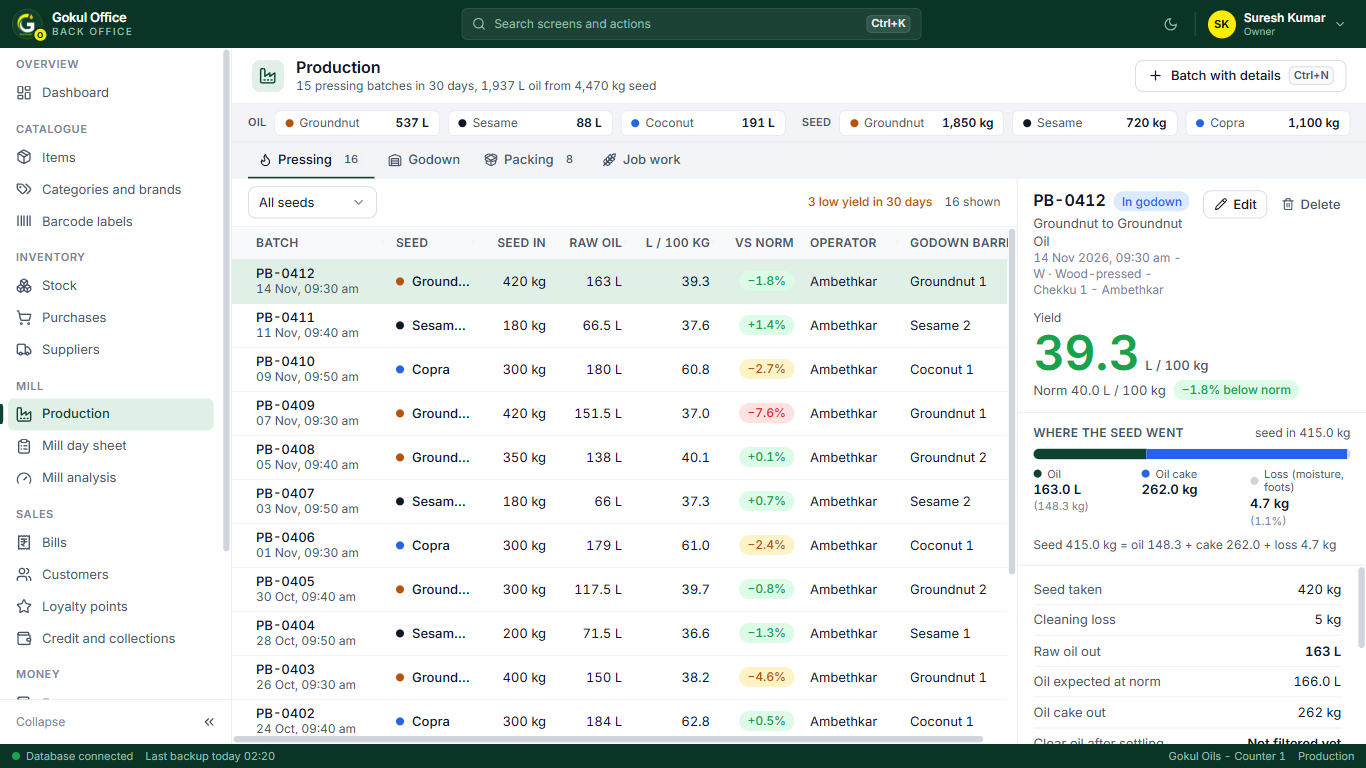 Gokul Office
BACK OFFICE
Search screens and actions Ctrl+K
SK Suresh Kumar
Owner
OVERVIEW
Dashboard
CATALOGUE
Items
Categories and brands
Barcode labels
INVENTORY
Stock
Purchases
Suppliers
MILL
Production
Mill day sheet
Mill analysis
SALES
Bills
Customers
Loyalty points
Credit and collections
MONEY
Collapse
Production
15 pressing batches in 30 days, 1,937 L oil from 4,470 kg seed
Batch with details Ctrl+N
OIL Groundnut 537 L Sesame 88 L Coconut 191 L SEED Groundnut 1,850 kg Sesame 720 kg Copra 1,100 kg
Pressing 16 Godown Packing 8 Job work
All seeds 3 low yield in 30 days 16 shown
BATCH SEED SEED IN RAW OIL L / 100 KG VS NORM OPERATOR GODOWN BARR
PB-0412 Ground... 420 kg 163 L 39.3 −1.8% Ambethkar Groundnut 1
14 Nov, 09:30 am
PB-0411 Sesam... 180 kg 66.5 L 37.6 +1.4% Ambethkar Sesame 2
11 Nov, 09:40 am
PB-0410 Copra 300 kg 180 L 60.8 −2.7% Ambethkar Coconut 1
09 Nov, 09:50 am
PB-0409 Ground... 420 kg 151.5 L 37.0 −7.6% Ambethkar Groundnut 1
07 Nov, 09:30 am
PB-0408 Ground... 350 kg 138 L 40.1 +0.1% Ambethkar Groundnut 2
05 Nov, 09:40 am
PB-0407 Sesam... 180 kg 66 L 37.3 +0.7% Ambethkar Sesame 2
03 Nov, 09:50 am
PB-0406 Copra 300 kg 179 L 61.0 −2.4% Ambethkar Coconut 1
01 Nov, 09:30 am
PB-0405 Ground... 300 kg 117.5 L 39.7 −0.8% Ambethkar Groundnut 2
30 Oct, 09:40 am
PB-0404 Sesam... 200 kg 71.5 L 36.6 −1.3% Ambethkar Sesame 1
28 Oct, 09:50 am
PB-0403 Ground... 400 kg 150 L 38.2 −4.6% Ambethkar Groundnut 1
26 Oct, 09:30 am
PB-0402 Copra 300 kg 184 L 62.8 +0.5% Ambethkar Coconut 1
24 Oct, 09:40 am
PB-0412 In godown Edit Delete
Groundnut to Groundnut
Oil
14 Nov 2026, 09:30 am -
W · Wood-pressed -
Chekku 1 - Ambethkar
Yield
39.3 L / 100 kg
Norm 40.0 L / 100 kg −1.8% below norm
WHERE THE SEED WENT seed in 415.0 kg
Oil Oil cake Loss (moisture,
foots)
163.0 L 262.0 kg 4.7 kg
(148.3 kg) (1.1%)
Seed 415.0 kg = oil 148.3 + cake 262.0 + loss 4.7 kg
Seed taken 420 kg
Cleaning loss 5 kg
Raw oil out 163 L
Oil expected at norm 166.0 L
Oil cake out 262 kg
Clear oil after settling Not filtered yet
Database connected Last backup today 02:20 Gokul Oils - Counter 1 Production